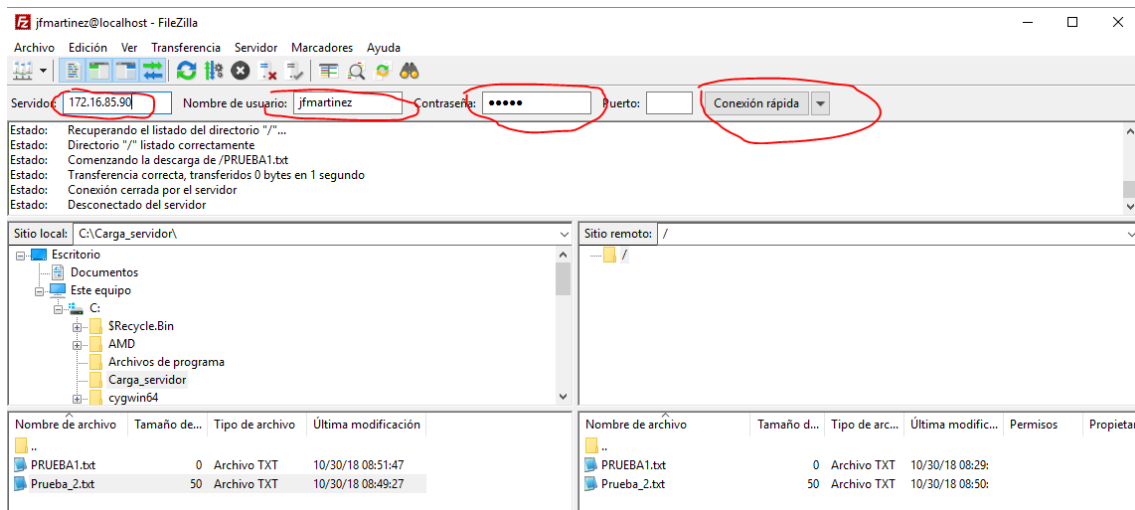 jfmartinez@localhost - FileZilla
Archivo Edición Ver Transferencia Servidor Marcadores Ayuda
Servidor: 172.16.85.90 Nombre de usuario: jfmartinez Contraseña: ●●●●● Puerto: Conexión rápida
Estado: Recuperando el listado del directorio "/"...
Estado: Directorio "/" listado correctamente
Estado: Comenzando la descarga de /PRUEBA1.txt
Estado: Transferencia correcta, transferidos 0 bytes en 1 segundo
Estado: Conexión cerrada por el servidor
Estado: Desconectado del servidor
Sitio local: C:\Carga_servidor\ Sitio remoto: /
Escritorio /
Documentos
Este equipo
C:
$Recycle.Bin
AMD
Archivos de programa
Carga_servidor
cygwin64
Nombre de archivo Tamaño de... Tipo de archivo Última modificación Nombre de archivo Tamaño d... Tipo de arc... Última modific... Permisos Propietar
.. ..
PRUEBA1.txt 0 Archivo TXT 10/30/18 08:51:47 PRUEBA1.txt 0 Archivo TXT 10/30/18 08:29:
Prueba_2.txt 50 Archivo TXT 10/30/18 08:49:27 Prueba_2.txt 50 Archivo TXT 10/30/18 08:50: